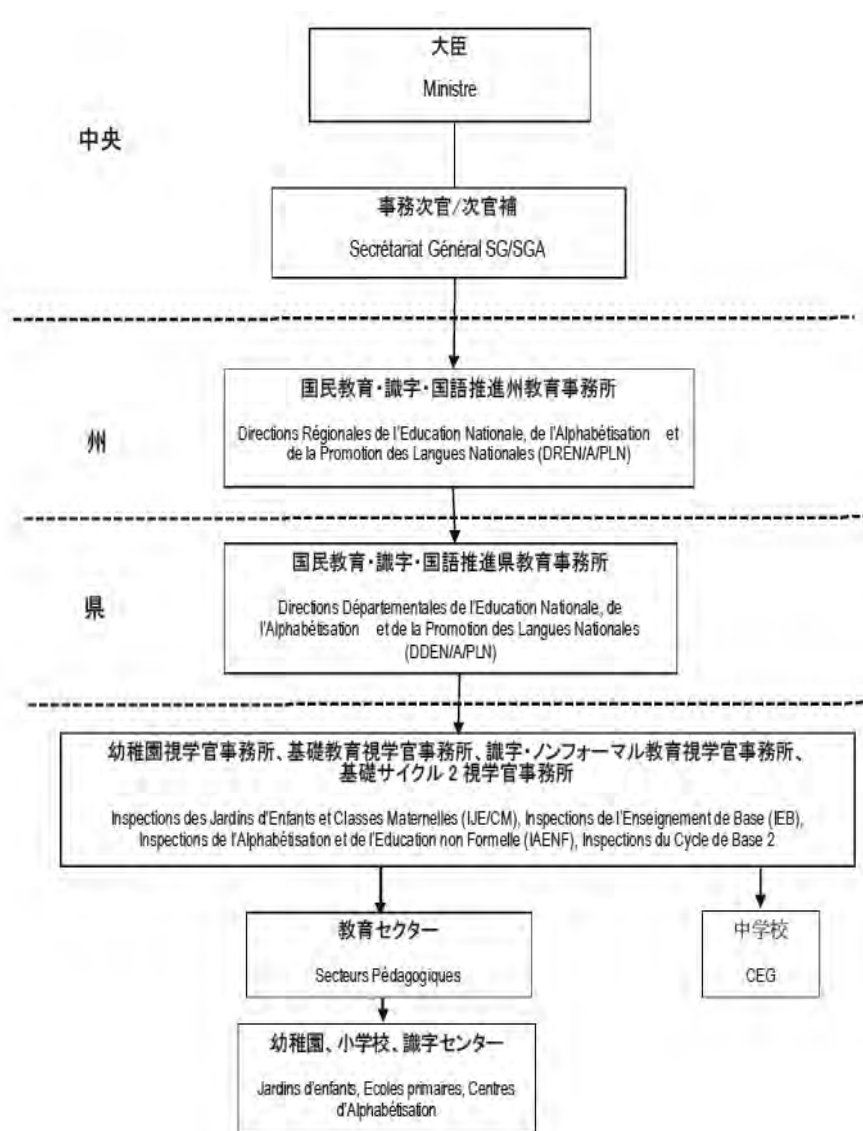 大臣
Ministre
中央
事務次官/次官補
Secrétariat Général SG/SGA
国民教育・識字・国語推進州教育事務所
Directions Régionales de l'Education Nationale, de l'Alphabétisation et
de la Promotion des Langues Nationales (DREN/A/PLN)
州
国民教育・識字・国語推進県教育事務所
Directions Départementales de l'Education Nationale, de
l'Alphabétisation et de la Promotion des Langues Nationales
(DDEN/A/PLN)
県
幼稚園視学官事務所、基礎教育視学官事務所、識字・ノンフォーマル教育視学官事務所、
基礎サイクル2視学官事務所
Inspections des Jardins d'Enfants et Classes Maternelles (IJE/CM), Inspections de l'Enseignement de Base (IEB),
Inspections de l'Alphabétisation et de l'Education non Formelle (IAENF), Inspections du Cycle de Base 2
教育セクター
Secteurs Pédagogiques
中学校
CEG
幼稚園、小学校、識字センター
Jardins d'enfants, Ecoles primaires, Centres
d'Alphabétisation